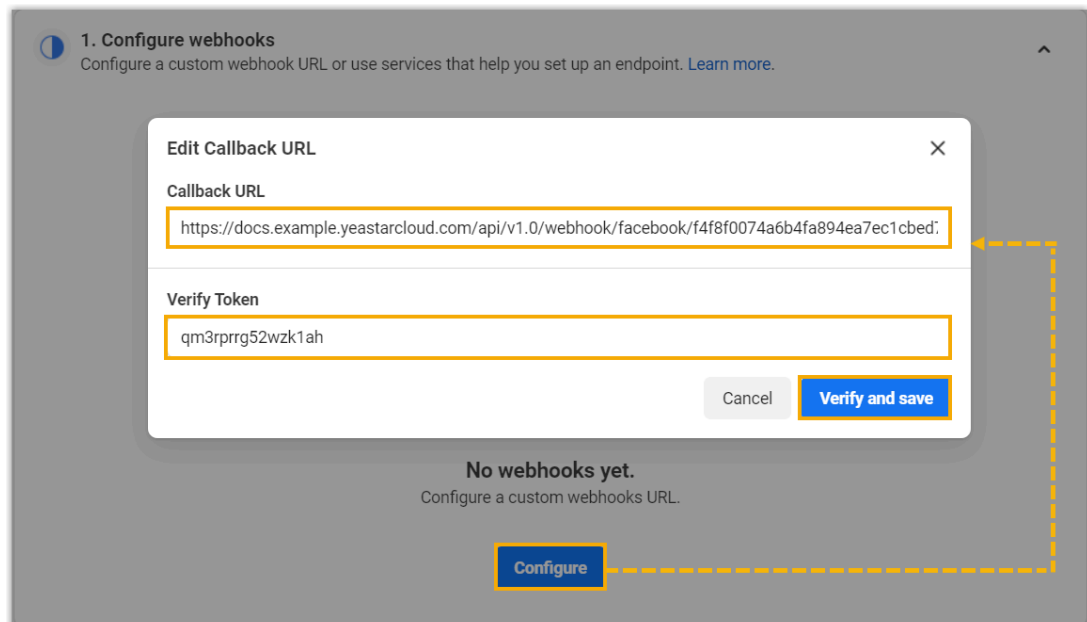 1. Configure webhooks
Configure a custom webhook URL or use services that help you set up an endpoint. Learn more.
Edit Callback URL
Callback URL
https://docs.example.yeastarcloud.com/api/v1.0/webhook/facebook/f4f8f0074a6b4fa894ea7ec1cbed7
Verify Token
qm3rprrg52wzk1ah
Cancel
Verify and save
No webhooks yet.
Configure a custom webhooks URL.
Configure